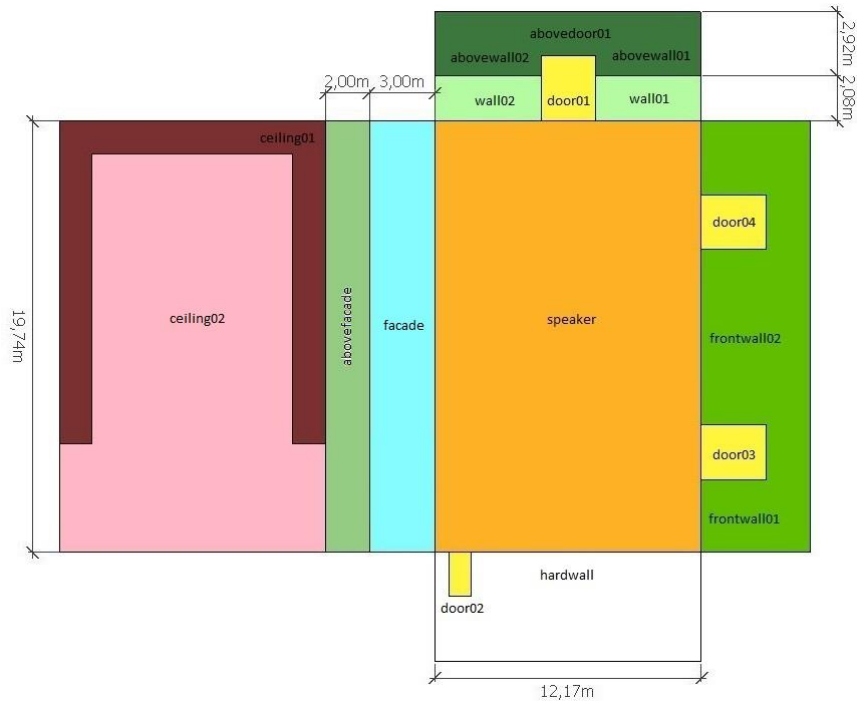 abovedoor01
2,92m
abovewall02
abovewall01
2,00m
3,00m
wall02
door01
wall01
2,08m
ceiling01
door04
19,74m
ceiling02
abovefacade
facade
speaker
frontwall02
door03
frontwall01
hardwall
door02
12,17m